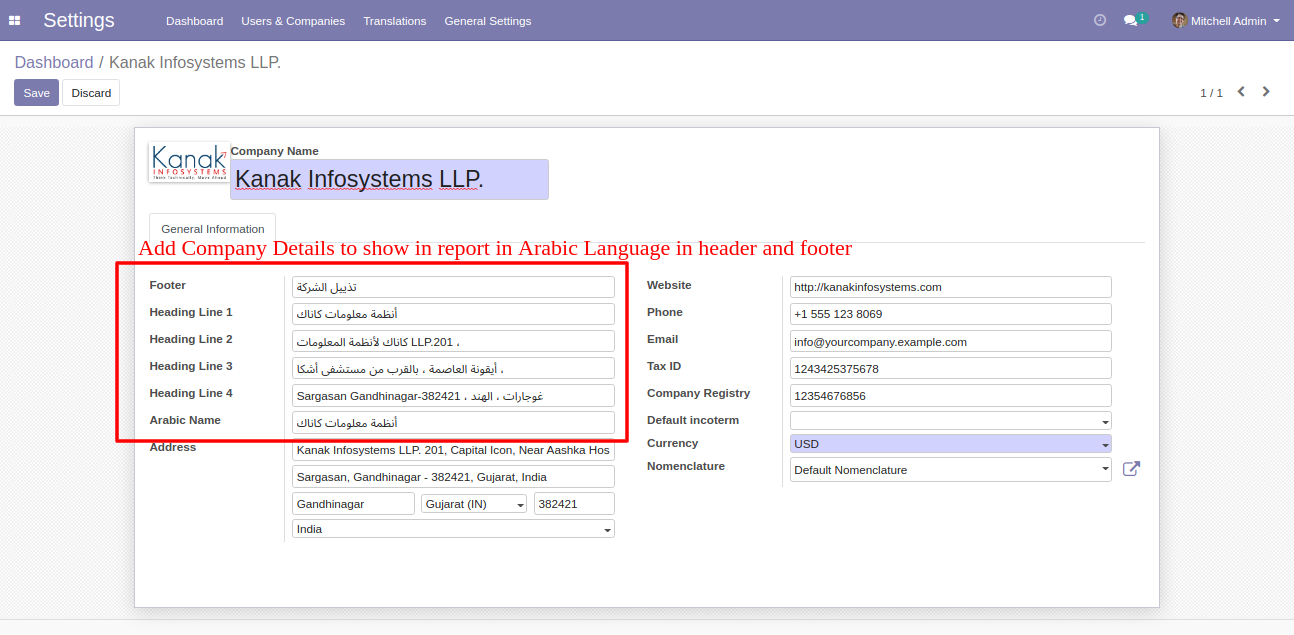 Settings Dashboard Users & Companies Translations General Settings 1 Mitchell Admin
Dashboard / Kanak Infosystems LLP.
Save Discard 1 / 1
Kanak
INFOSYSTEMS
Think Technically, Move Ahead
Company Name
Kanak Infosystems LLP.
General Information
Add Company Details to show in report in Arabic Language in header and footer
Footer تذييل الشركة
Heading Line 1 أنظمة معلومات كاناك
Heading Line 2 كاناك لأنظمة المعلومات LLP.201 ،
Heading Line 3 أيقونة العاصمة ، بالقرب من مستشفى أشكا ،
Heading Line 4 Sargasan Gandhinagar-382421 ، غوجارات ، الهند
Arabic Name أنظمة معلومات كاناك
Address Kanak Infosystems LLP. 201, Capital Icon, Near Aashka Hos
Sargasan, Gandhinagar - 382421, Gujarat, India
Gandhinagar Gujarat (IN) 382421
India
Website http://kanakinfosystems.com
Phone +1 555 123 8069
Email info@yourcompany.example.com
Tax ID 1243425375678
Company Registry 12354676856
Default incoterm
Currency USD
Nomenclature Default Nomenclature